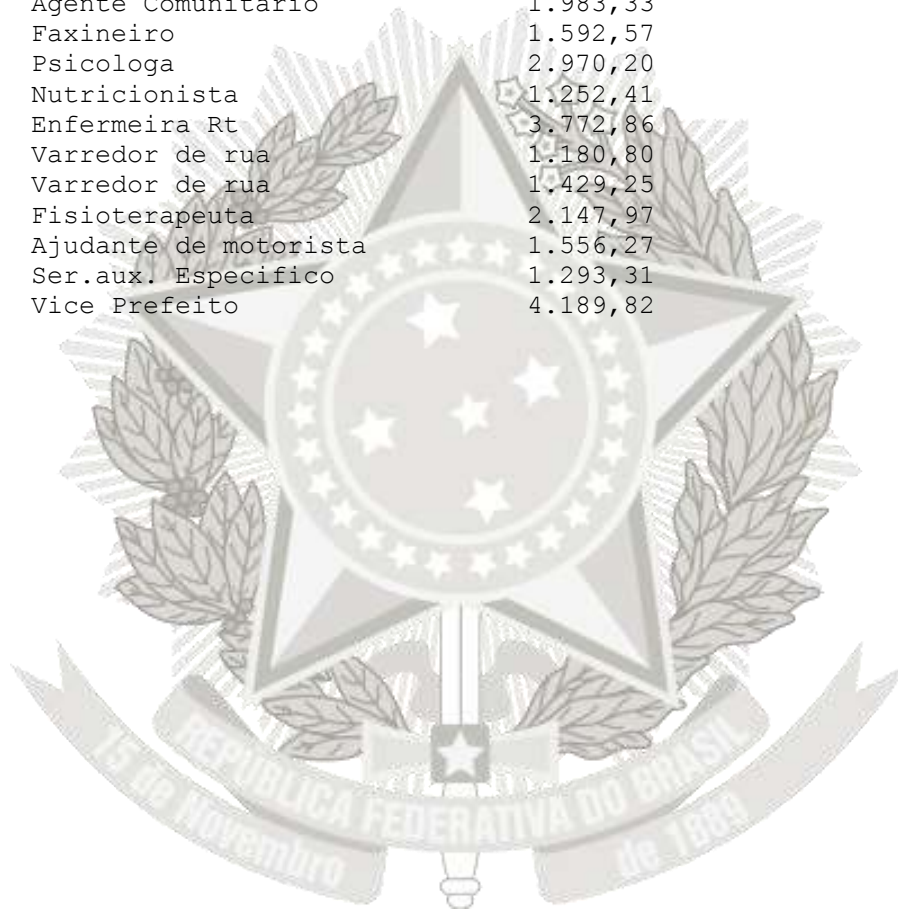 Agente Comunitario 1.983,33
Faxineiro 1.592,57
Psicologa 2.970,20
Nutricionista 1.252,41
Enfermeira Rt 3.772,86
Varredor de rua 1.180,80
Varredor de rua 1.429,25
Fisioterapeuta 2.147,97
Ajudante de motorista 1.556,27
Ser.aux. Especifico 1.293,31
Vice Prefeito 4.189,82
REPÚBLICA FEDERATIVA DO BRASIL
15 de Novembro de 1889